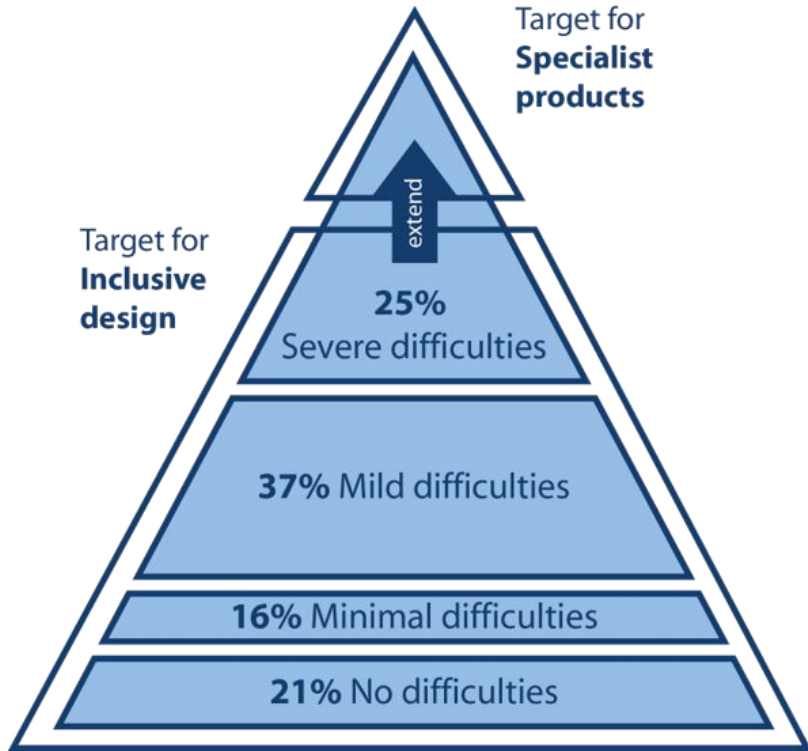 Target for
Specialist
products
Target for
Inclusive
design
extend
25%
Severe difficulties
37% Mild difficulties
16% Minimal difficulties
21% No difficulties